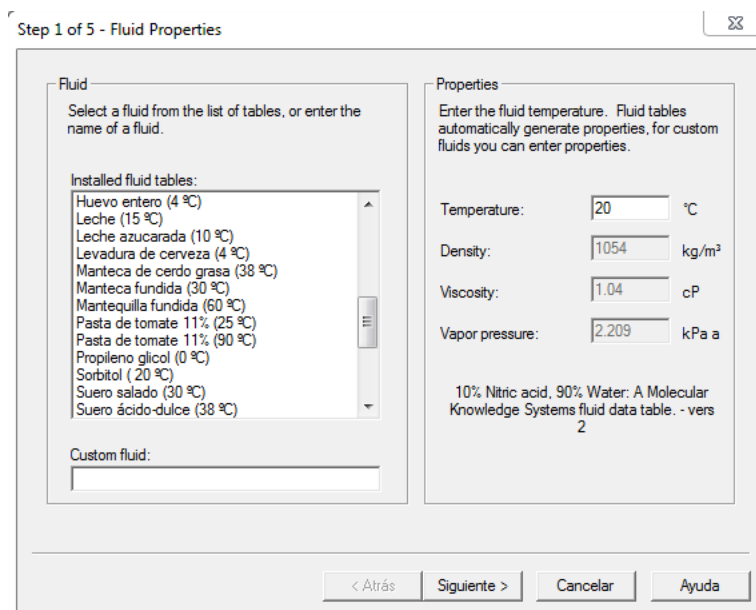 Step 1 of 5 - Fluid Properties
Fluid
Select a fluid from the list of tables, or enter the
name of a fluid.
Installed fluid tables:
Huevo entero (4 ºC)
Leche (15 ºC)
Leche azucarada (10 ºC)
Levadura de cerveza (4 ºC)
Manteca de cerdo grasa (38 ºC)
Manteca fundida (30 ºC)
Mantequilla fundida (60 ºC)
Pasta de tomate 11% (25 ºC)
Pasta de tomate 11% (90 ºC)
Propileno glicol (0 ºC)
Sorbitol ( 20 ºC)
Suero salado (30 ºC)
Suero ácido-dulce (38 ºC)
Custom fluid:
Properties
Enter the fluid temperature. Fluid tables
automatically generate properties, for custom
fluids you can enter properties.
Temperature: 20 °C
Density: 1054 kg/m³
Viscosity: 1.04 cP
Vapor pressure: 2.209 kPa a
10% Nitric acid, 90% Water: A Molecular
Knowledge Systems fluid data table. - vers
2
< Atrás Siguiente > Cancelar Ayuda